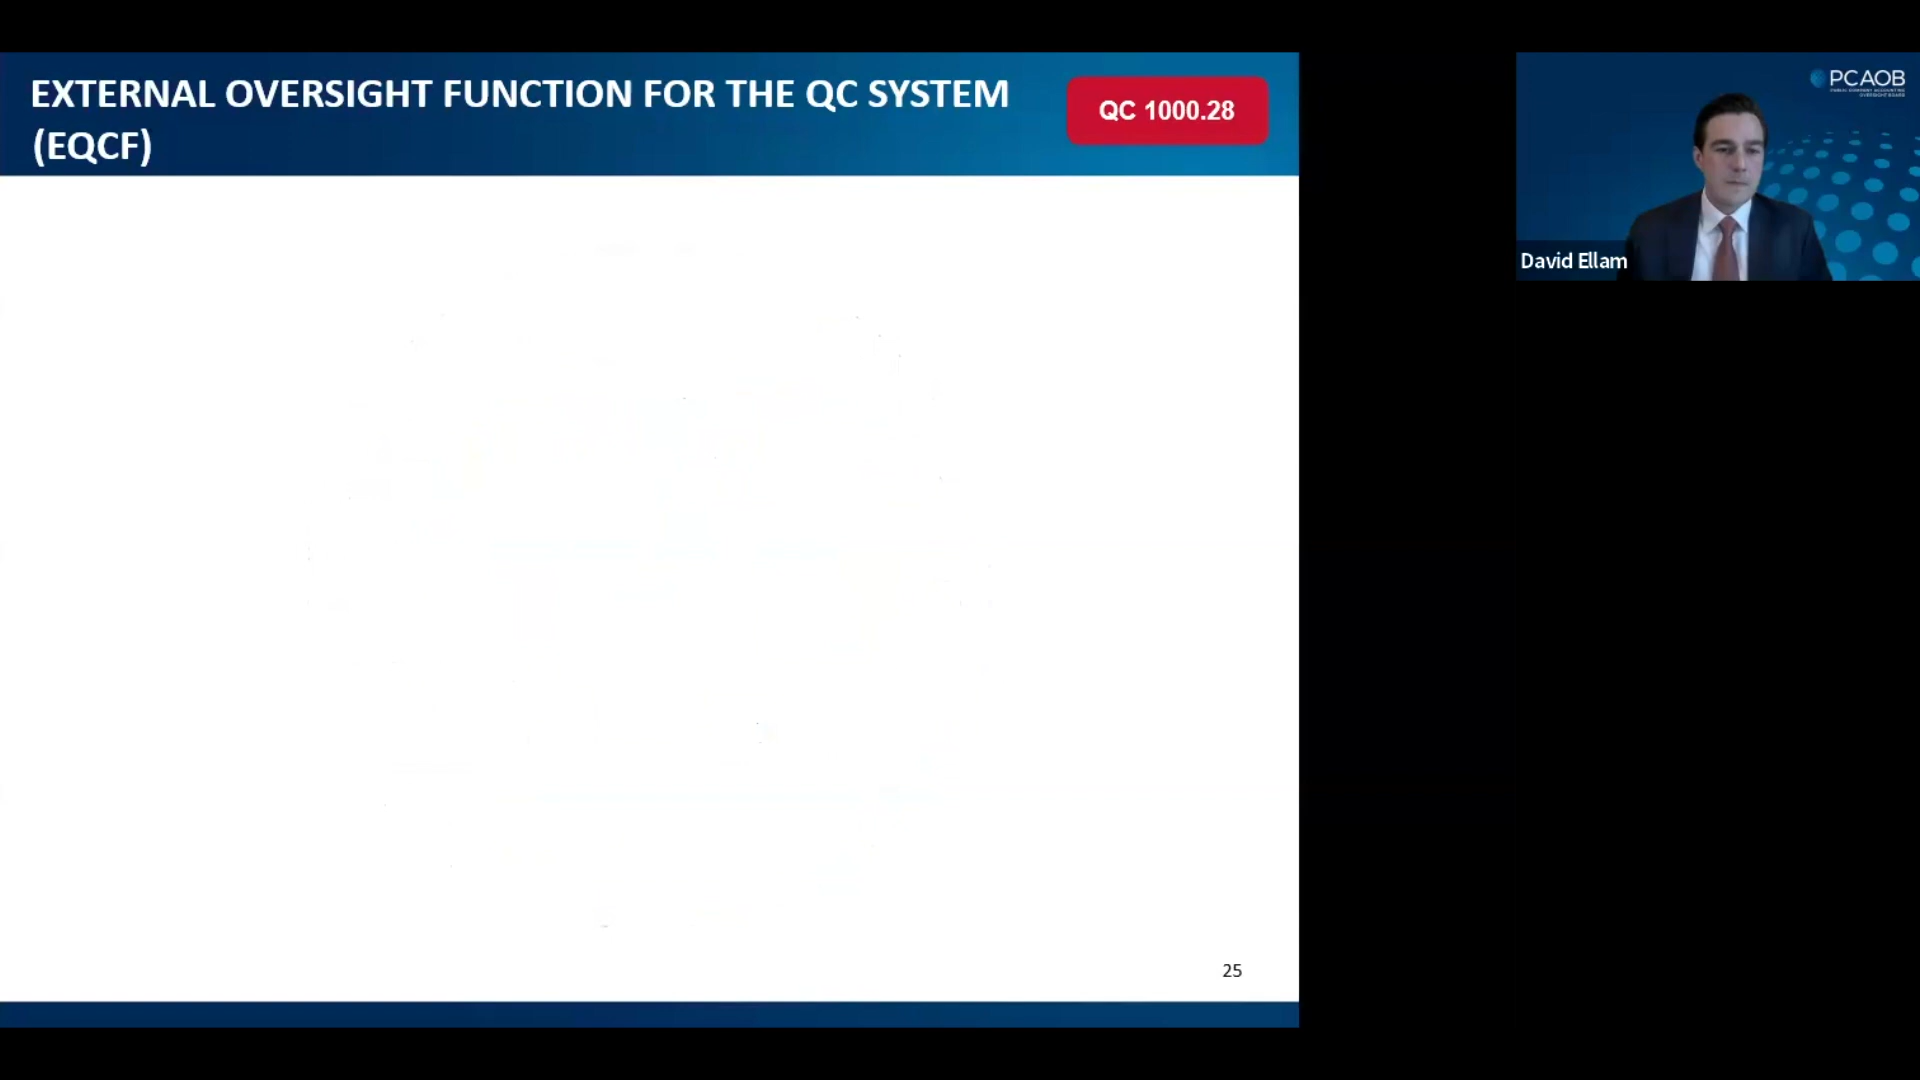 EXTERNAL OVERSIGHT FUNCTION FOR THE QC SYSTEM
(EQCF)
QC 1000.28
PCAOB
David Ellam
25